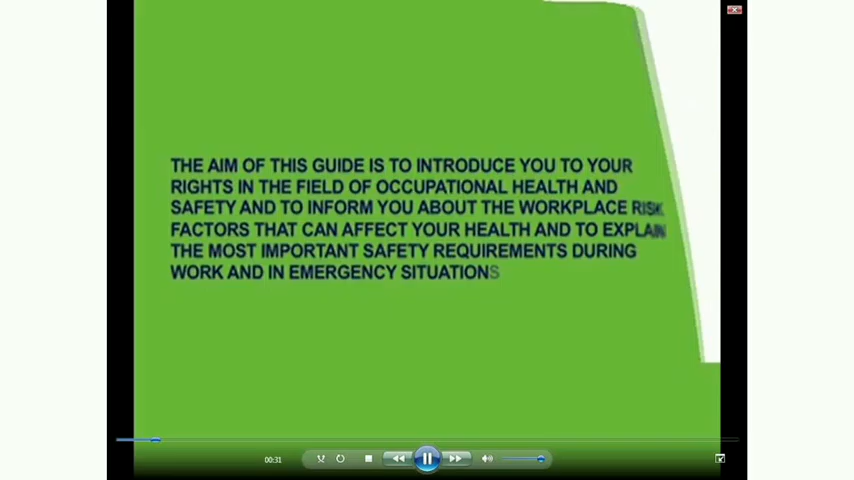 THE AIM OF THIS GUIDE IS TO INTRODUCE YOU TO YOUR
RIGHTS IN THE FIELD OF OCCUPATIONAL HEALTH AND
SAFETY AND TO INFORM YOU ABOUT THE WORKPLACE RISK
FACTORS THAT CAN AFFECT YOUR HEALTH AND TO EXPLAIN
THE MOST IMPORTANT SAFETY REQUIREMENTS DURING
WORK AND IN EMERGENCY SITUATIONS
00:31